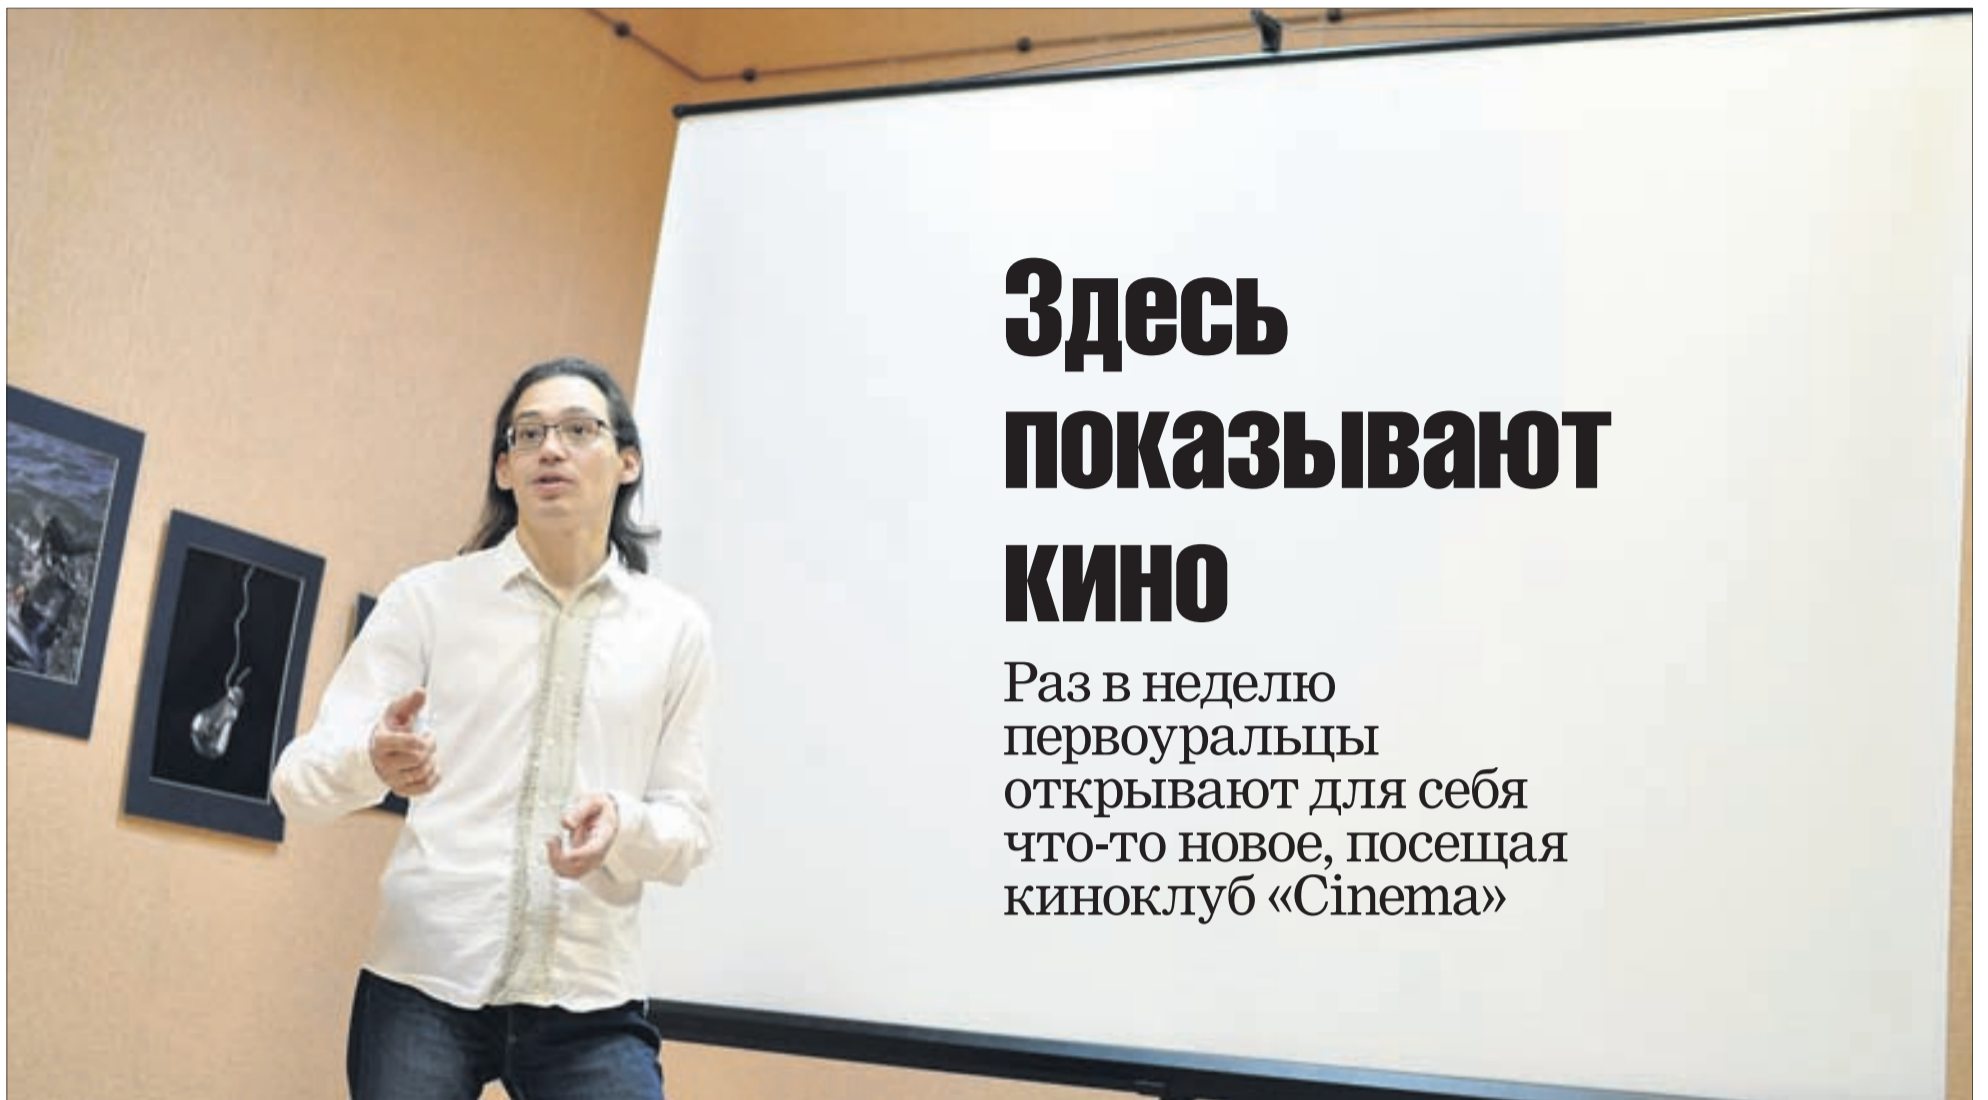 Здесь
показывают
кино
Раз в неделю
первоуральцы
открывают для себя
что-то новое, посещая
киноклуб «Cinema»